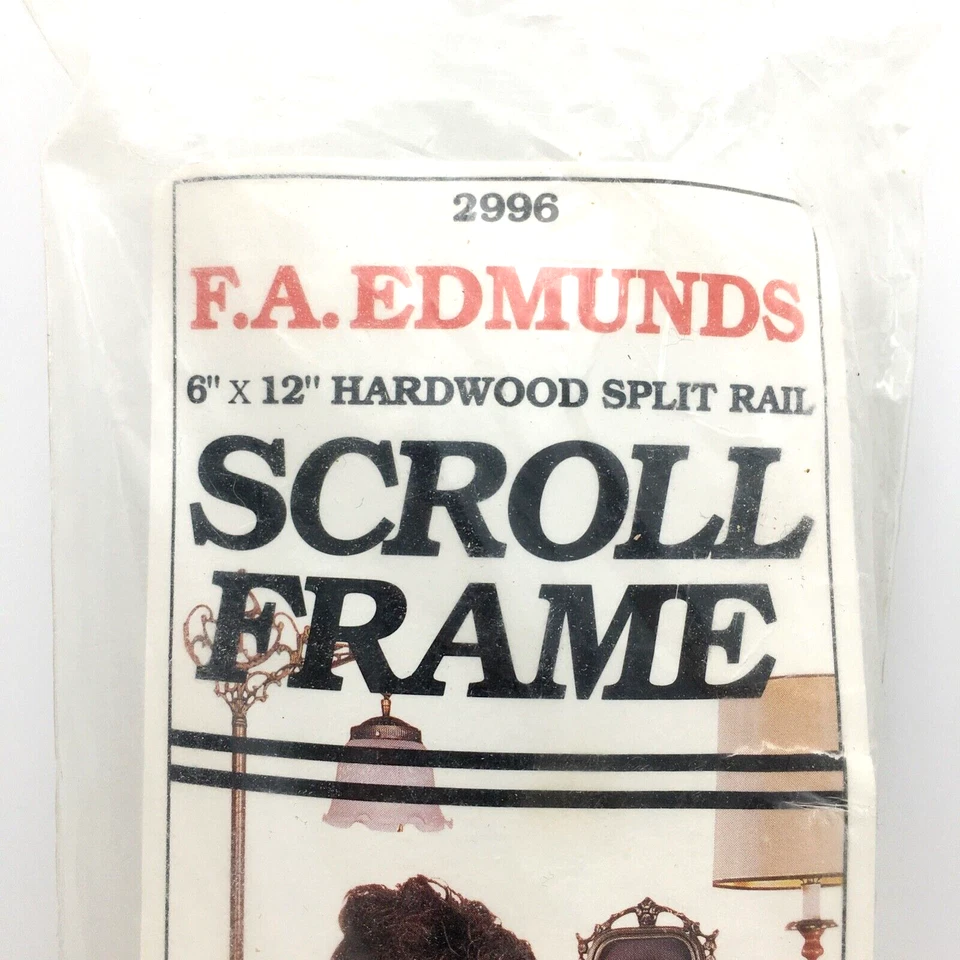 2996
F.A. EDMUNDS
6" X 12" HARDWOOD SPLIT RAIL
SCROLL
FRAME